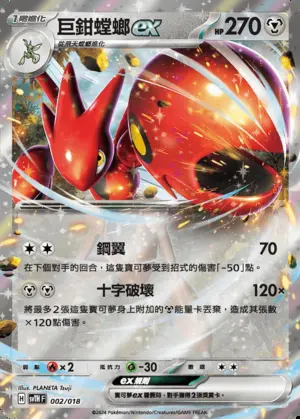 1階進化
巨鉗螳螂ex
HP270
從飛天螳螂進化
鋼翼 70
在下個對手的回合，這隻寶可夢受到招式的傷害「-50」點。
十字破壞 120×
將最多2張這隻寶可夢身上附加的能量卡丟棄，造成其張數
×120點傷害。
弱點 ×2 抵抗力 -30 撤退
ex規則
寶可夢ex昏厥時，對手獲得2張獎賞卡。
Illus. PLANETA Tsuji
H 002/018
©2024 Pokémon/Nintendo/Creatures/GAME FREAK.